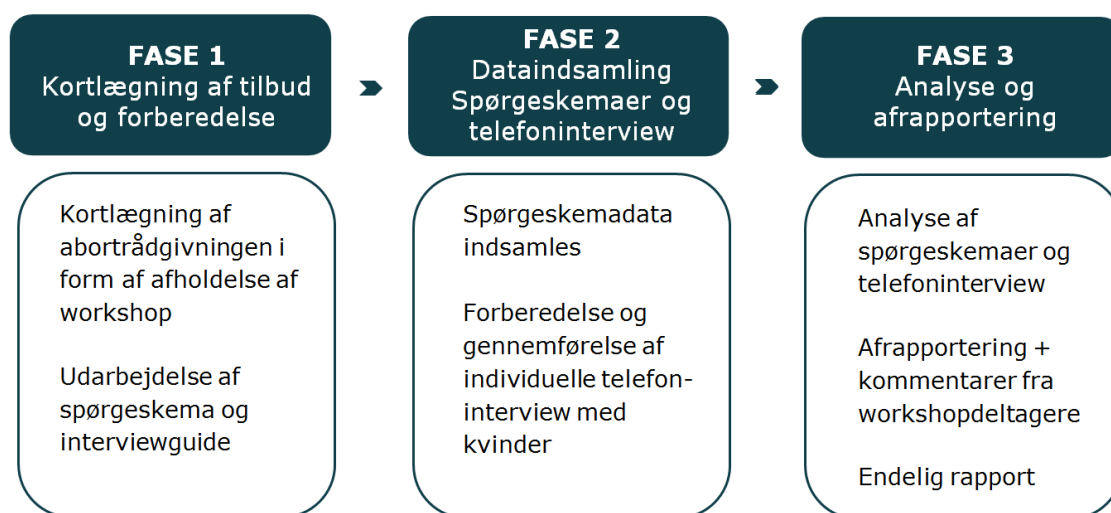 FASE 1
Kortlægning af tilbud
og forberedelse
FASE 2
Dataindsamling
Spørgeskemaer og
telefoninterview
FASE 3
Analyse og
afrapportering
Kortlægning af
abortrådgivningen i
form af afholdelse af
workshop
Udarbejdelse af
spørgeskema og
interviewguide
Spørgeskemadata
indsamles
Forberedelse og
gennemførelse af
individuelle telefon-
interview med
kvinder
Analyse af
spørgeskemaer og
telefoninterview
Afrapportering +
kommentarer fra
workshopdeltagere
Endelig rapport